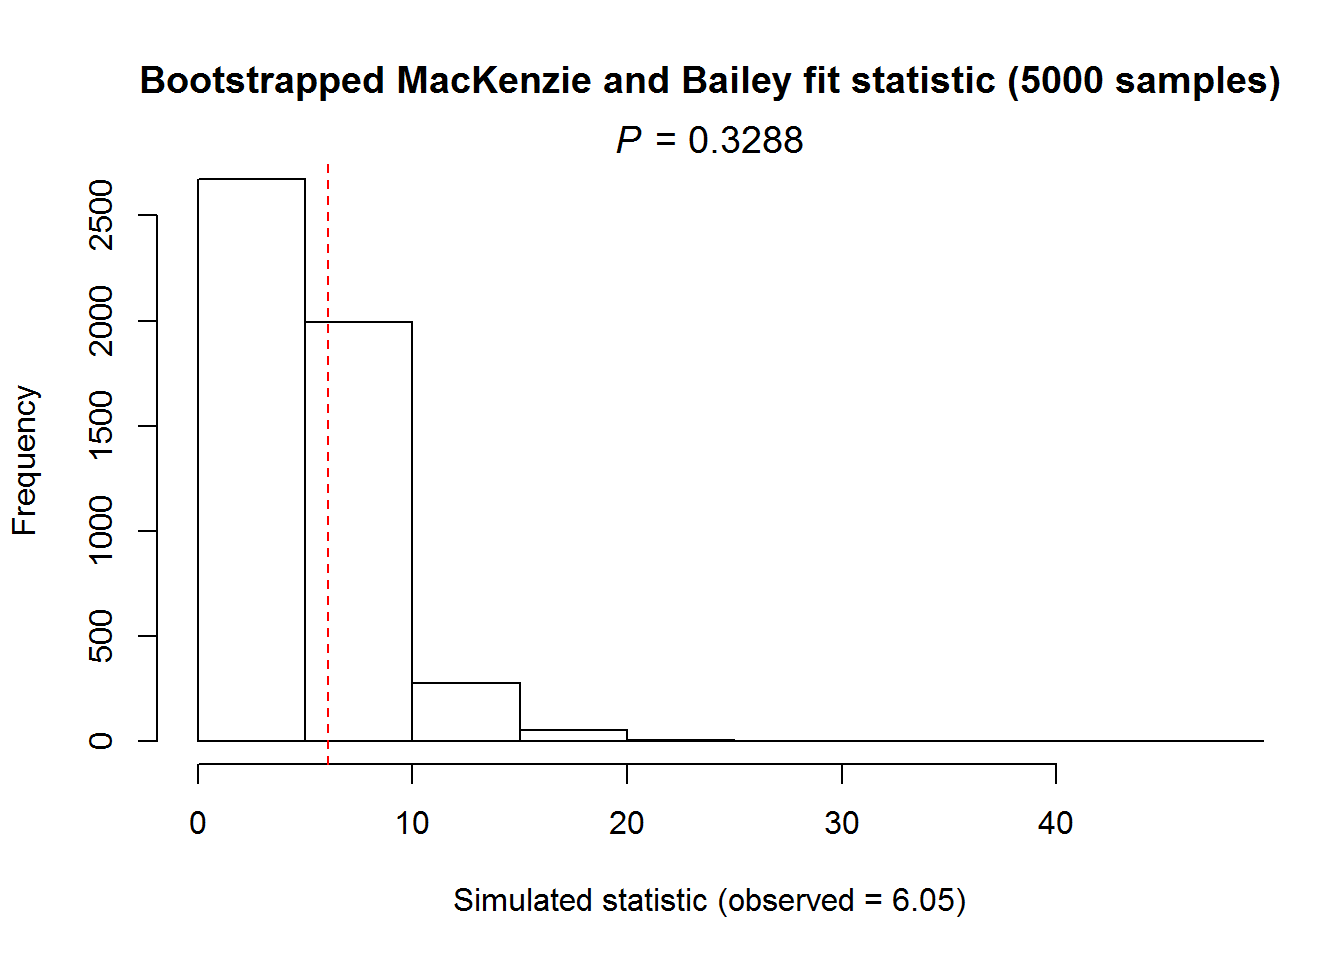 Bootstrapped MacKenzie and Bailey fit statistic (5000 samples)
P = 0.3288
Frequency
2500
2000
1500
1000
500
0
0 10 20 30 40
Simulated statistic (observed = 6.05)